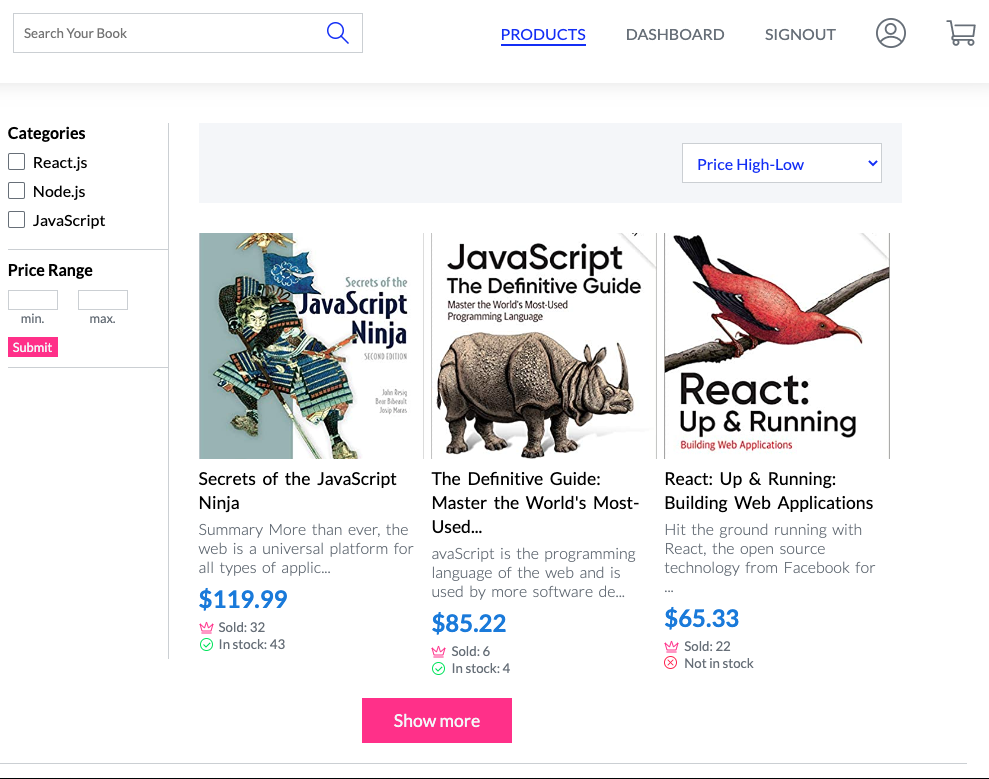 Search Your Book
PRODUCTS
DASHBOARD
SIGNOUT
Categories
React.js
Node.js
JavaScript
Price Range
min.
max.
Submit
Price High-Low
Secrets of the
JavaScript
Ninja
SECOND EDITION
John Resig
Bear Bibeault
Josip Maras
Secrets of the JavaScript
Ninja
Summary More than ever, the
web is a universal platform for
all types of applic...
$119.99
Sold: 32
In stock: 43
JavaScript
The Definitive Guide
Master the World's Most-Used
Programming Language
The Definitive Guide:
Master the World's Most-
Used...
avaScript is the programming
language of the web and is
used by more software de...
$85.22
Sold: 6
In stock: 4
React:
Up & Running
Building Web Applications
React: Up & Running:
Building Web Applications
Hit the ground running with
React, the open source
technology from Facebook for
...
$65.33
Sold: 22
Not in stock
Show more